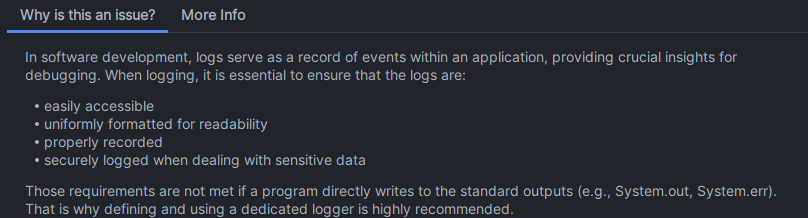 Why is this an issue? More Info
In software development, logs serve as a record of events within an application, providing crucial insights for
debugging. When logging, it is essential to ensure that the logs are:
• easily accessible
• uniformly formatted for readability
• properly recorded
• securely logged when dealing with sensitive data
Those requirements are not met if a program directly writes to the standard outputs (e.g., System.out, System.err).
That is why defining and using a dedicated logger is highly recommended.